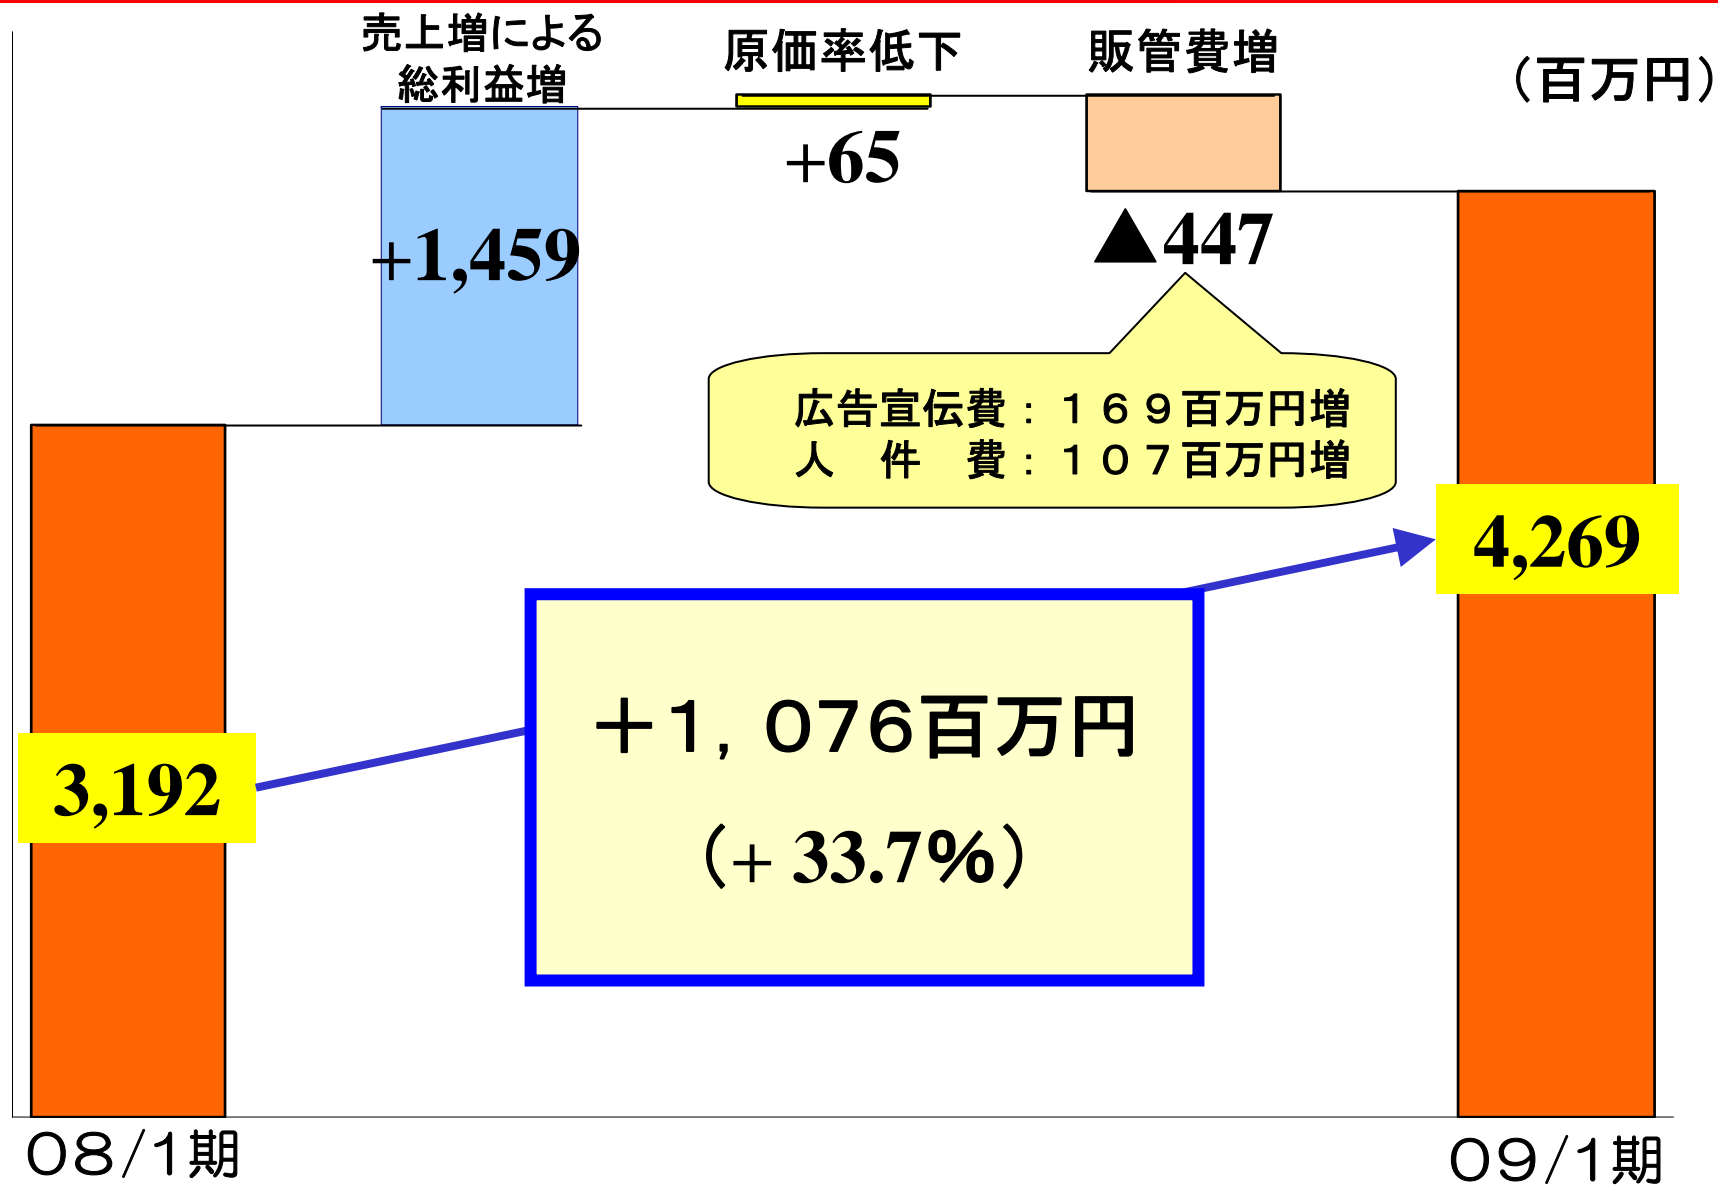 売上増による
総利益増
原価率低下
販管費増
（百万円）
+1,459
+65
▲447
広告宣伝費：１６９百万円増
人　件　費：１０７百万円増
3,192
4,269
＋１，０７６百万円
（+ 33.7％）
０８/１期
０９/１期